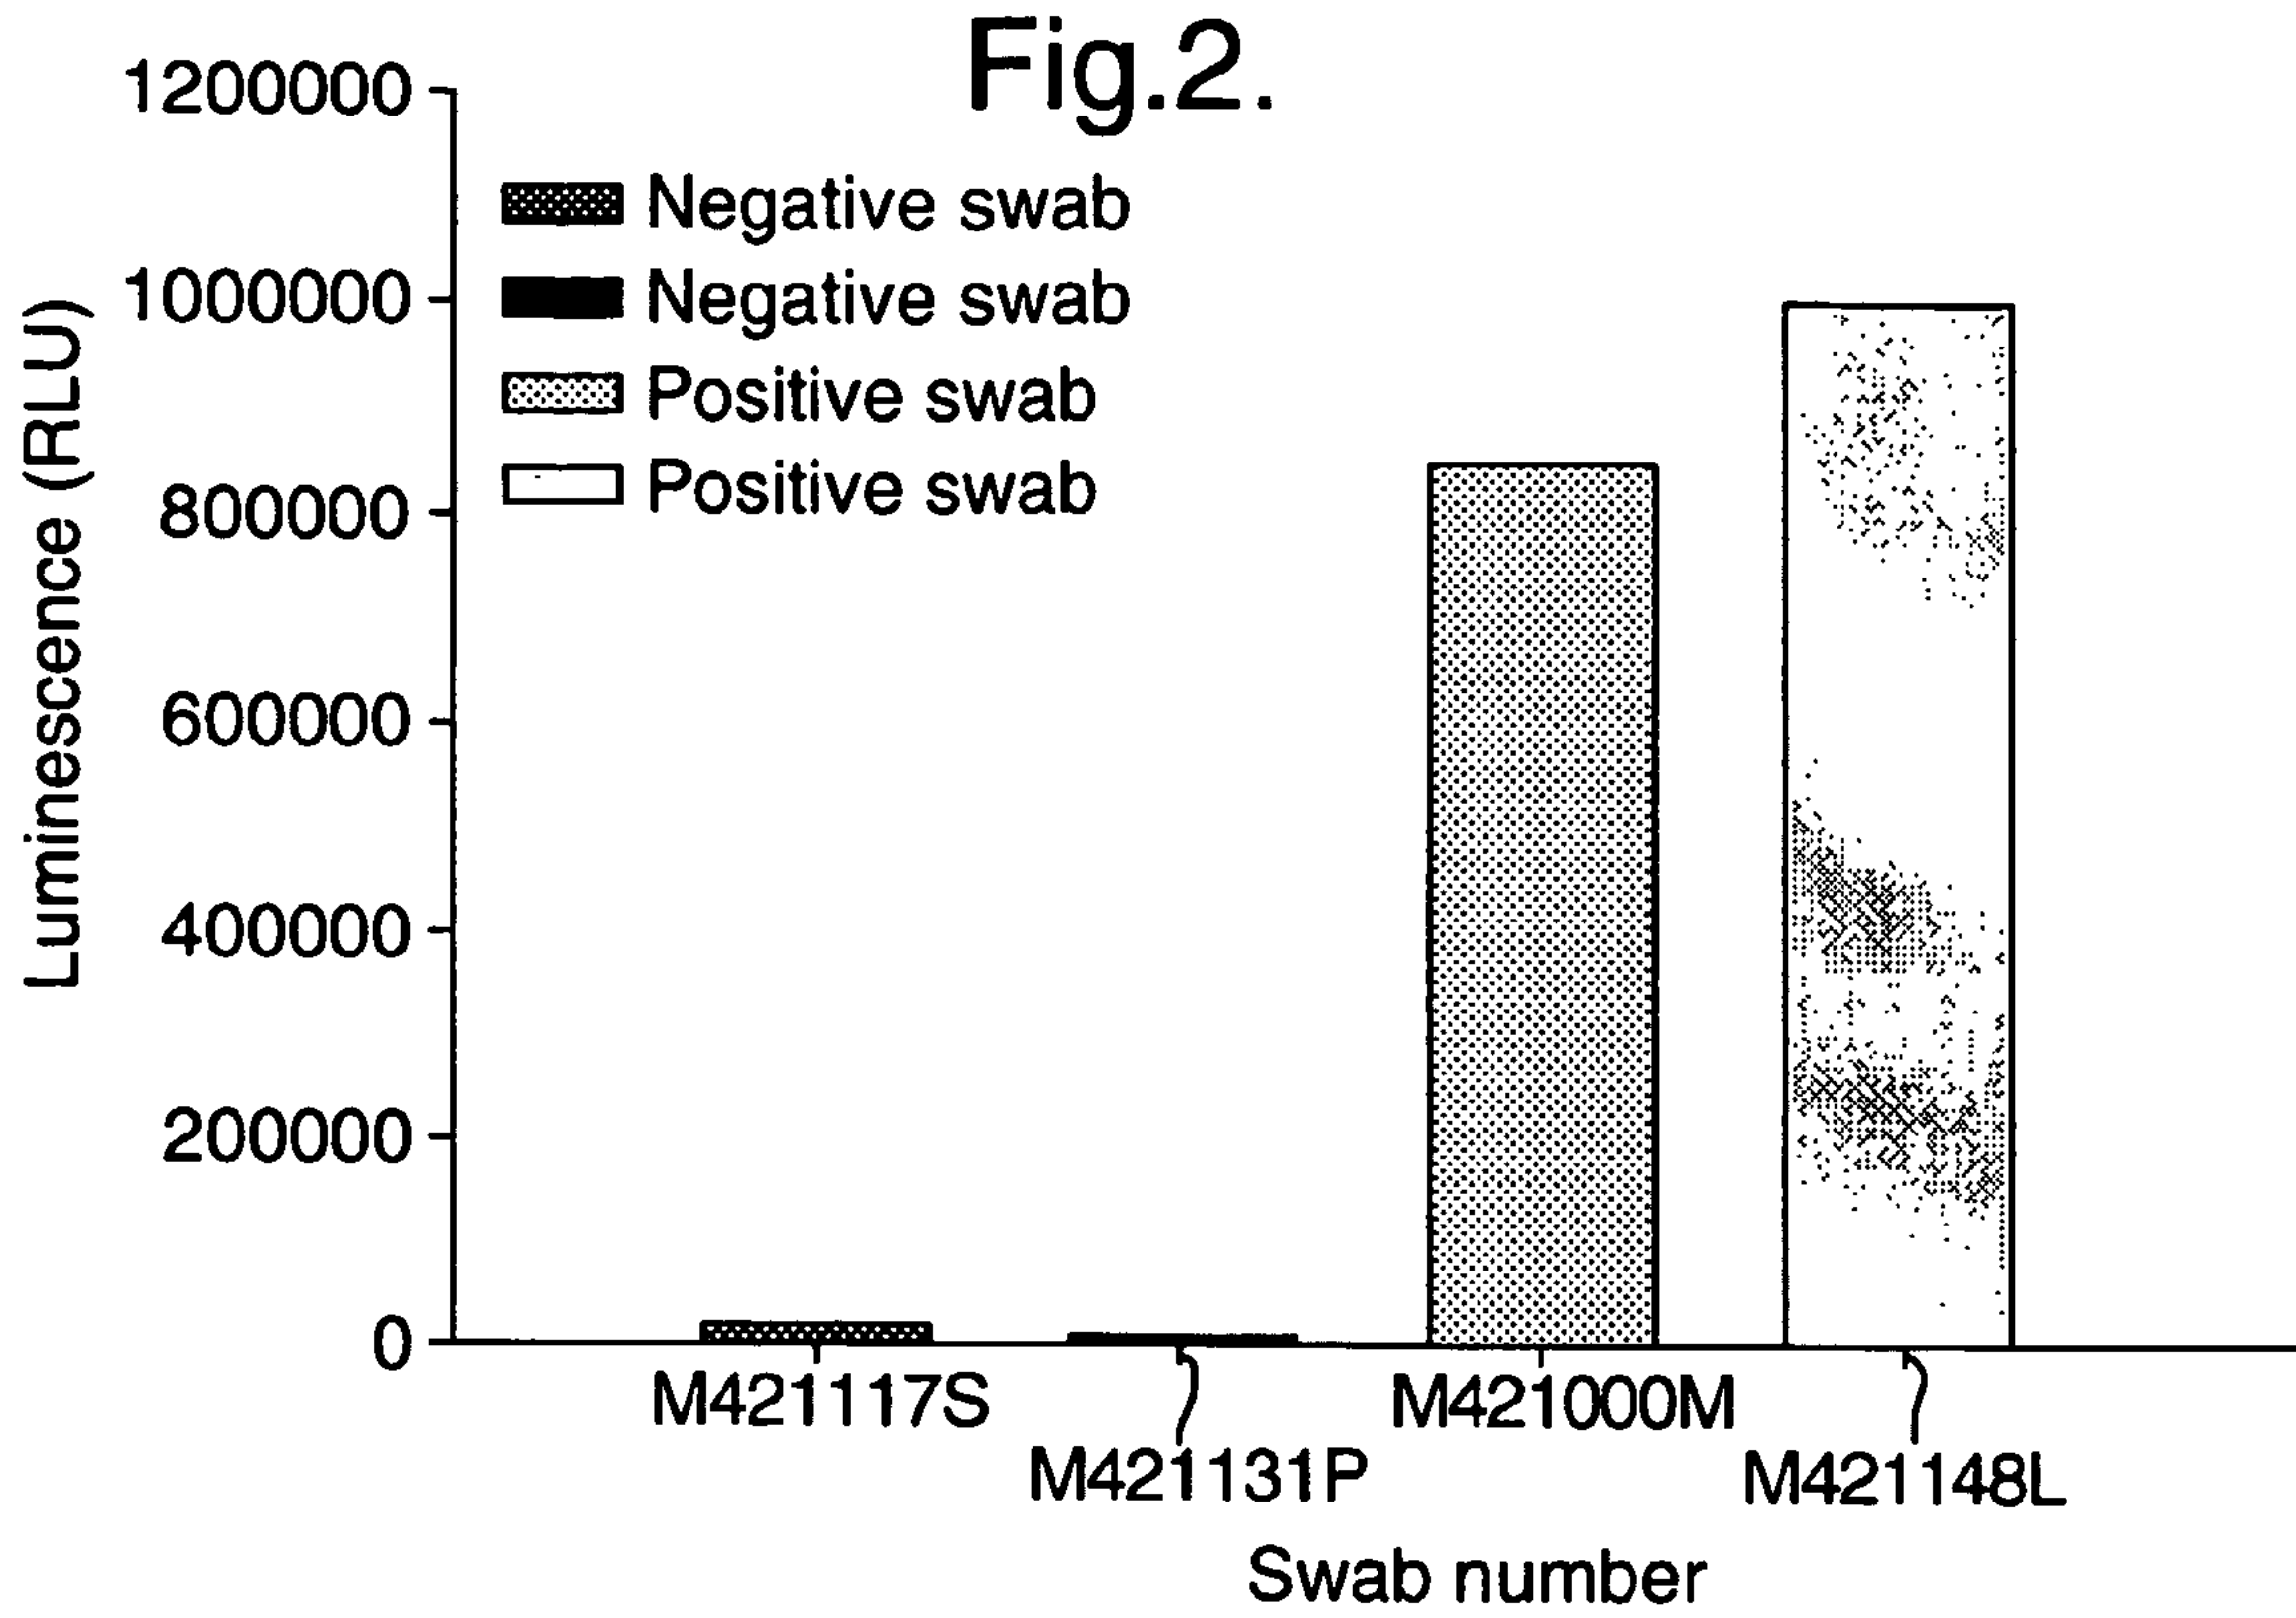 Fig.2.
1200000
1000000
800000
600000
400000
200000
0
Luminescence (RLU)
Negative swab
Negative swab
Positive swab
Positive swab
M421117S
M421131P
M421000M
M421148L
Swab number